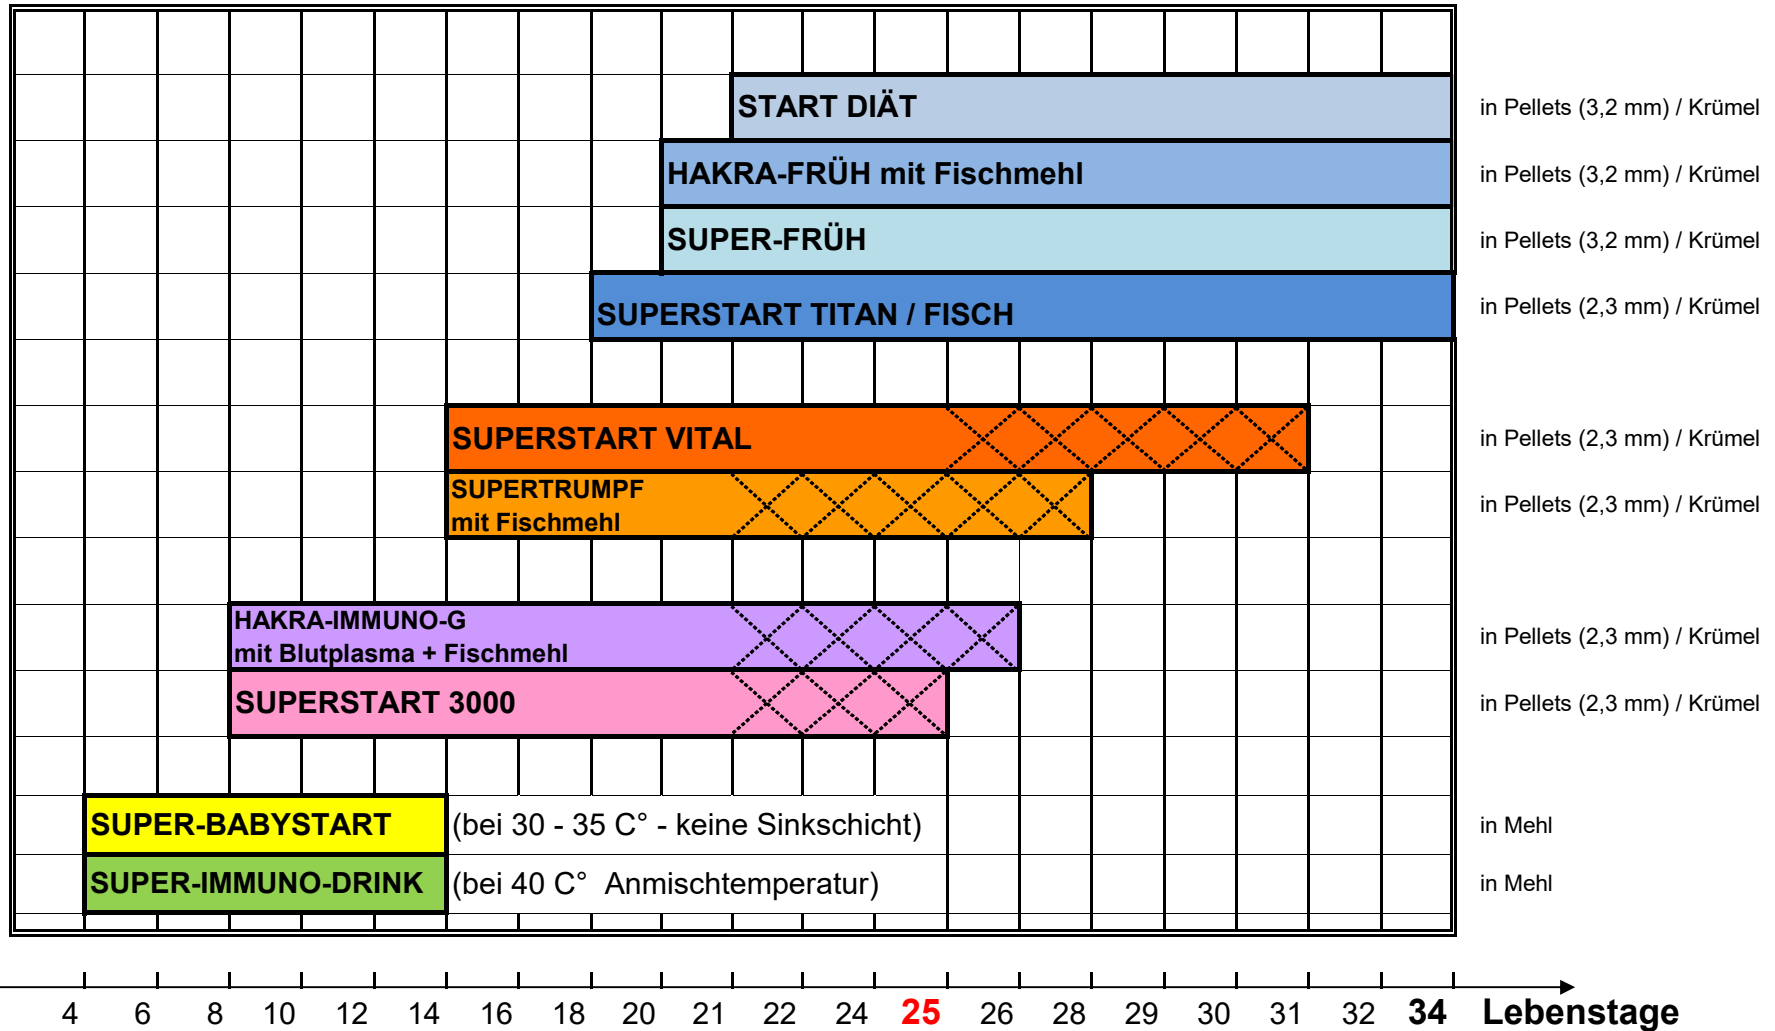 START DIÄT
in Pellets (3,2 mm) / Krümel
HAKRA-FRÜH mit Fischmehl
in Pellets (3,2 mm) / Krümel
SUPER-FRÜH
in Pellets (3,2 mm) / Krümel
SUPERSTART TITAN / FISCH
in Pellets (2,3 mm) / Krümel
SUPERSTART VITAL
in Pellets (2,3 mm) / Krümel
SUPERTRUMPF
mit Fischmehl
in Pellets (2,3 mm) / Krümel
HAKRA-IMMUNO-G
mit Blutplasma + Fischmehl
in Pellets (2,3 mm) / Krümel
SUPERSTART 3000
in Pellets (2,3 mm) / Krümel
SUPER-BABYSTART (bei 30 - 35 C° - keine Sinkschicht)
in Mehl
SUPER-IMMUNO-DRINK (bei 40 C° Anmischtemperatur)
in Mehl
4 6 8 10 12 14 16 18 20 21 22 24 25 26 28 29 30 31 32 34 Lebenstage